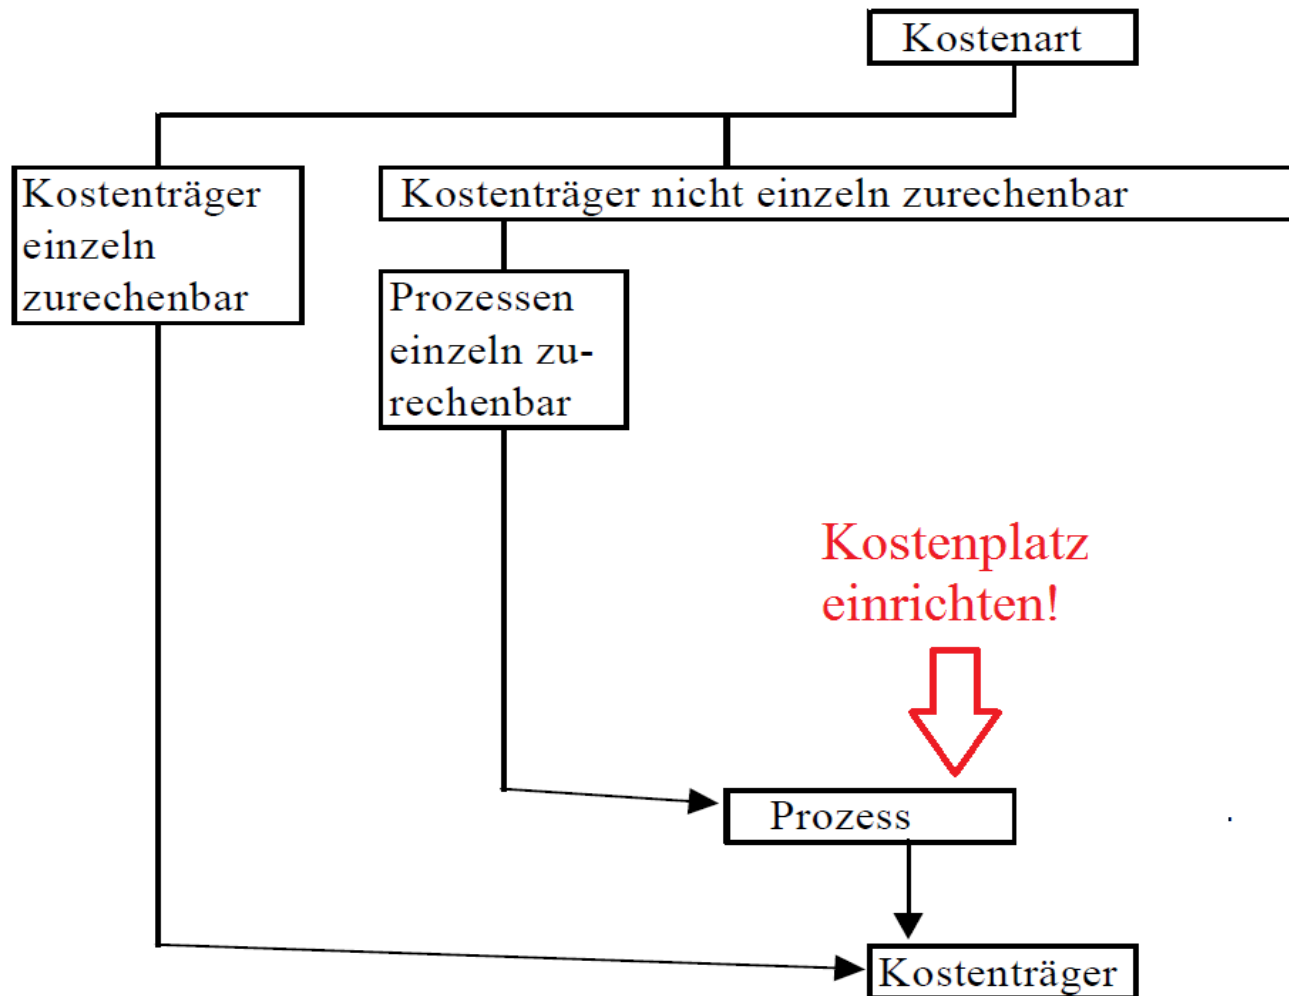 Kostenart
Kostenträger
einzeln
zurechenbar
Kostenträger nicht einzeln zurechenbar
Prozessen
einzeln zu-
rechenbar
Kostenplatz
einrichten!
Prozess
Kostenträger